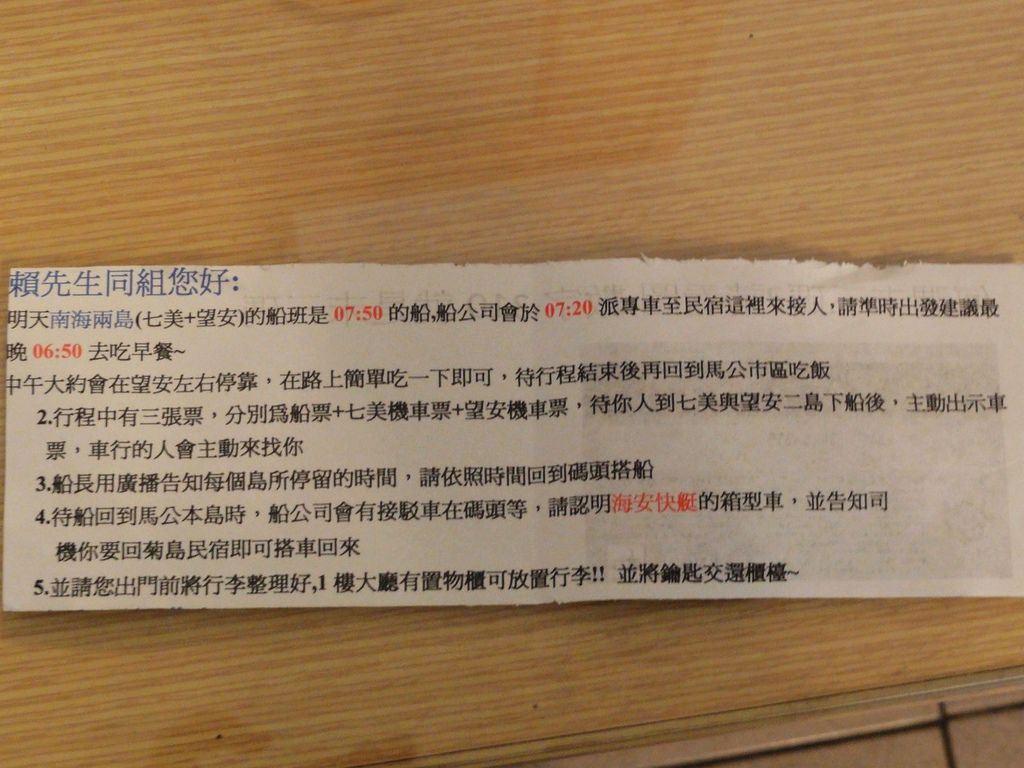 賴先生同組您好:
明天南海兩島(七美+望安)的船班是 07:50 的船,船公司會於 07:20 派專車至民宿這裡來接人,請準時出發建議最
晚 06:50 去吃早餐~
中午大約會在望安左右停靠，在路上簡單吃一下即可，待行程結束後再回到馬公市區吃飯
2.行程中有三張票，分別爲船票+七美機車票+望安機車票，待你人到七美與望安二島下船後，主動出示車
票，車行的人會主動來找你
3.船長用廣播告知每個島所停留的時間，請依照時間回到碼頭搭船
4.待船回到馬公本島時，船公司會有接駁車在碼頭等，請認明海安快艇的箱型車，並告知司
機你要回菊島民宿即可搭車回來
5.並請您出門前將行李整理好,1 樓大廳有置物櫃可放置行李!! 並將鑰匙交還櫃檯~